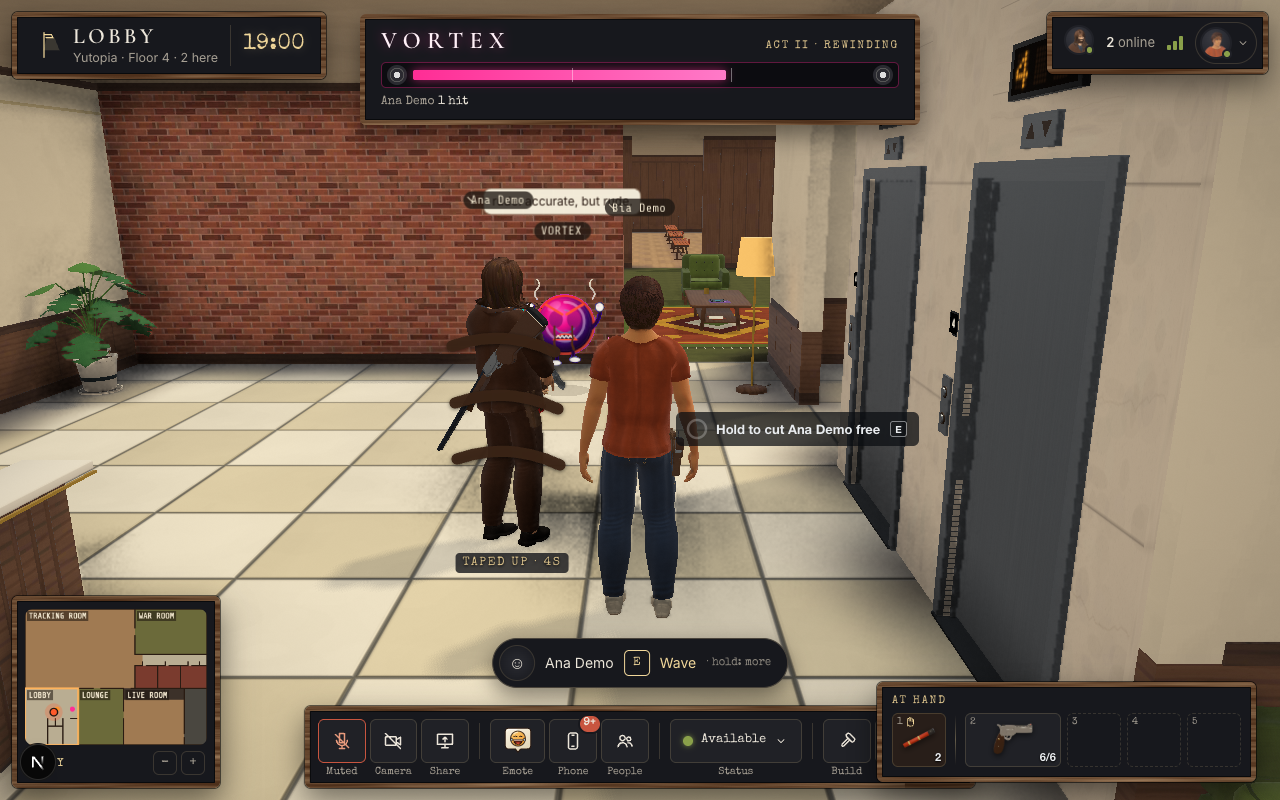 LOBBY
Yutopia · Floor 4 · 2 here
19:00
VORTEX
ACT II · REWINDING
Ana Demo 1 hit
2 online
4
Ana Demo
ccurate, but
Bia Demo
VORTEX
Hold to cut Ana Demo free E
TAPED UP · 4S
Ana Demo E Wave · hold: more
TRACKING ROOM
WAR ROOM
LOBBY
LOUNGE
LIVE ROOM
N
Y
− +
Muted
Camera
Share
Emote
9+
Phone
People
Available
Status
Build
AT HAND
1
2
2
6/6
3
4
5